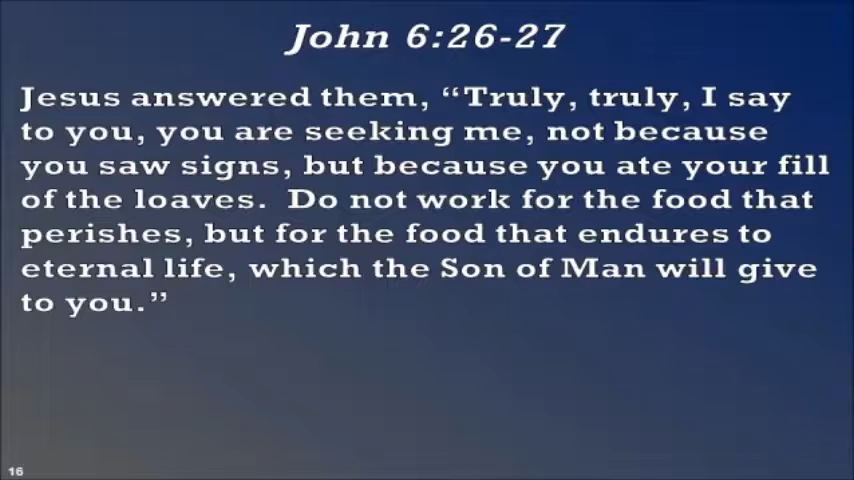 John 6:26-27
Jesus answered them, “Truly, truly, I say
to you, you are seeking me, not because
you saw signs, but because you ate your fill
of the loaves.  Do not work for the food that
perishes, but for the food that endures to
eternal life, which the Son of Man will give
to you.”
16